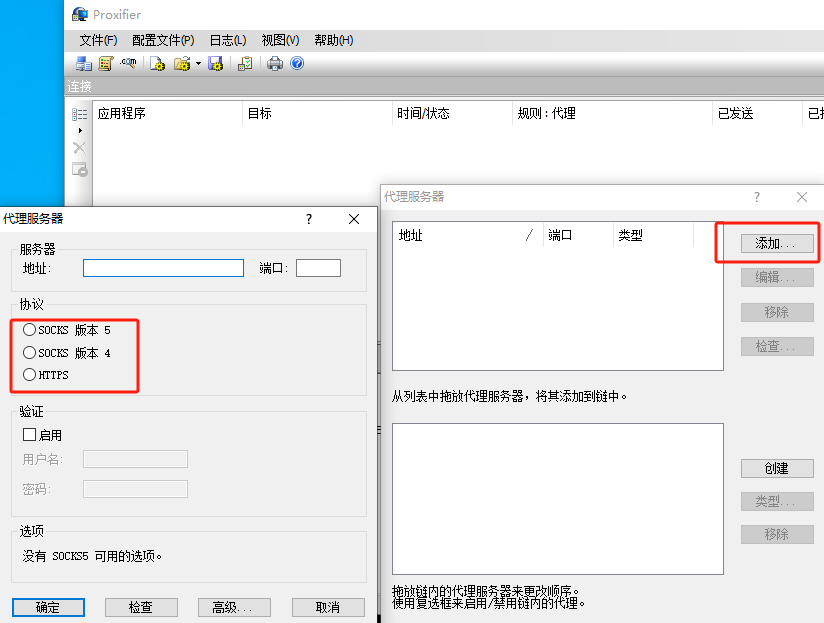 Proxifier
文件(F) 配置文件(P) 日志(L) 视图(V) 帮助(H)
.com
连接
应用程序 目标 时间/状态 规则 : 代理 已发送
代理服务器 ?
地址 / 端口 类型
添加...
编辑...
移除
检查...
从列表中拖放代理服务器，将其添加到链中。
创建
类型...
移除
拖放链内的代理服务器来更改顺序。
使用复选框来启用/禁用链内的代理。
代理服务器 ?
服务器
地址: 端口:
协议
SOCKS 版本 5
SOCKS 版本 4
HTTPS
验证
启用
用户名:
密码:
选项
没有 SOCKS5 可用的选项。
确定 检查 高级... 取消